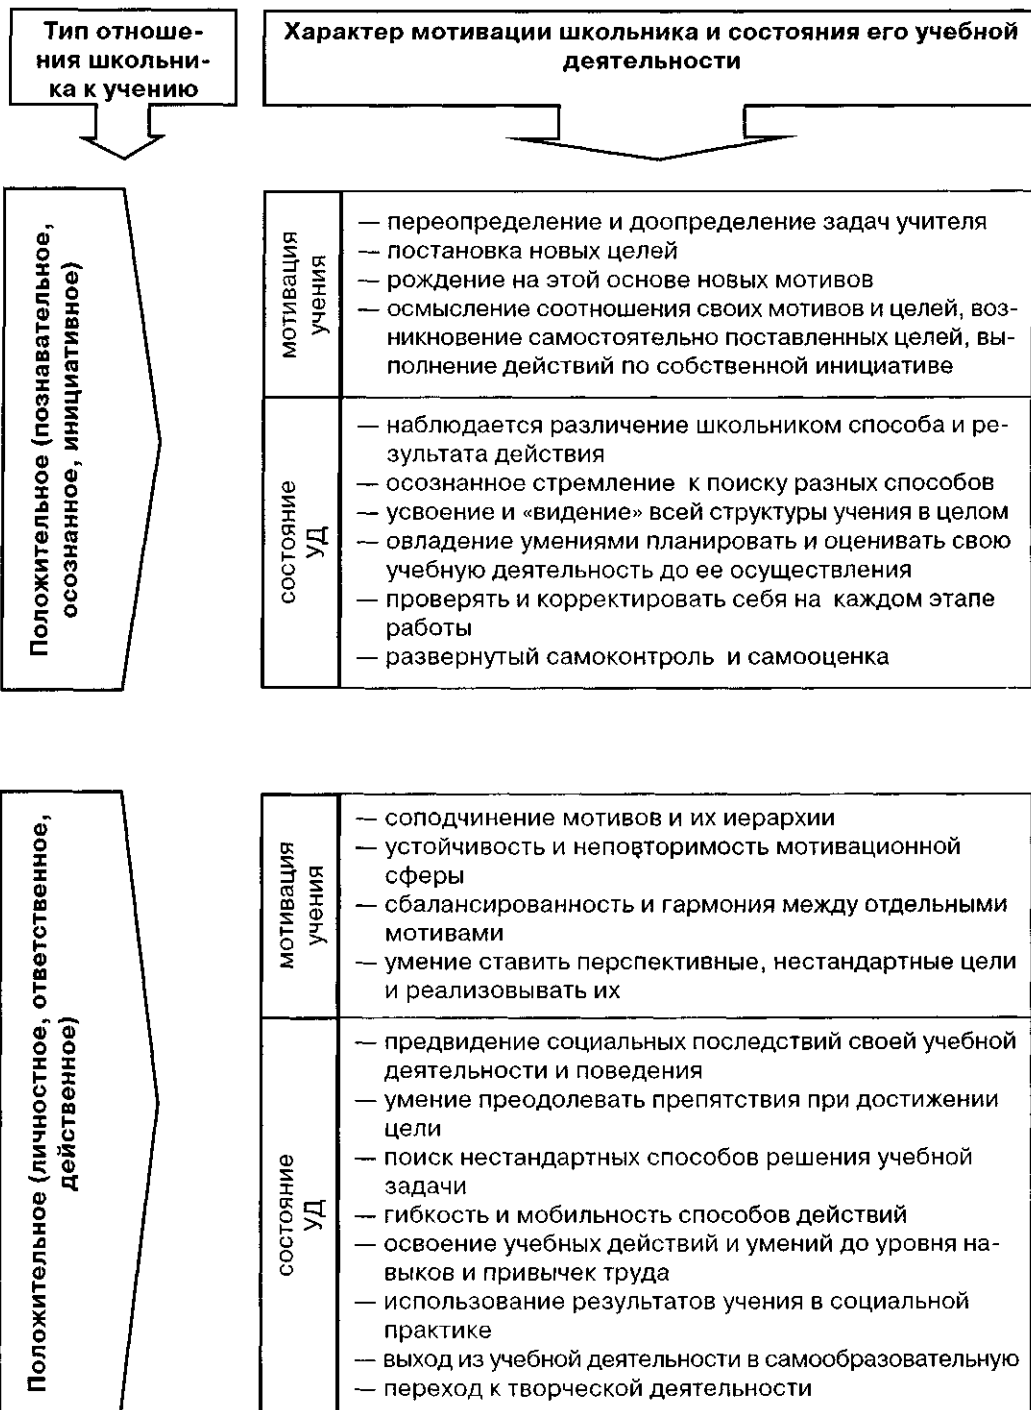 Тип отноше-
ния школьни-
ка к учению
Характер мотивации школьника и состояния его учебной
деятельности
Положительное (познавательное,
осознанное, инициативное)
мотивация
учения
— переопределение и доопределение задач учителя
— постановка новых целей
— рождение на этой основе новых мотивов
— осмысление соотношения своих мотивов и целей, воз-
никновение самостоятельно поставленных целей, вы-
полнение действий по собственной инициативе
состояние
УД
— наблюдается различение школьником способа и ре-
зультата действия
— осознанное стремление к поиску разных способов
— усвоение и «видение» всей структуры учения в целом
— овладение умениями планировать и оценивать свою
учебную деятельность до ее осуществления
— проверять и корректировать себя на каждом этапе
работы
— развернутый самоконтроль и самооценка
Положительное (личностное, ответственное,
действенное)
мотивация
учения
— соподчинение мотивов и их иерархии
— устойчивость и неповторимость мотивационной
сферы
— сбалансированность и гармония между отдельными
мотивами
— умение ставить перспективные, нестандартные цели
и реализовывать их
состояние
УД
— предвидение социальных последствий своей учебной
деятельности и поведения
— умение преодолевать препятствия при достижении
цели
— поиск нестандартных способов решения учебной
задачи
— гибкость и мобильность способов действий
— освоение учебных действий и умений до уровня на-
выков и привычек труда
— использование результатов учения в социальной
практике
— выход из учебной деятельности в самообразовательную
— переход к творческой деятельности